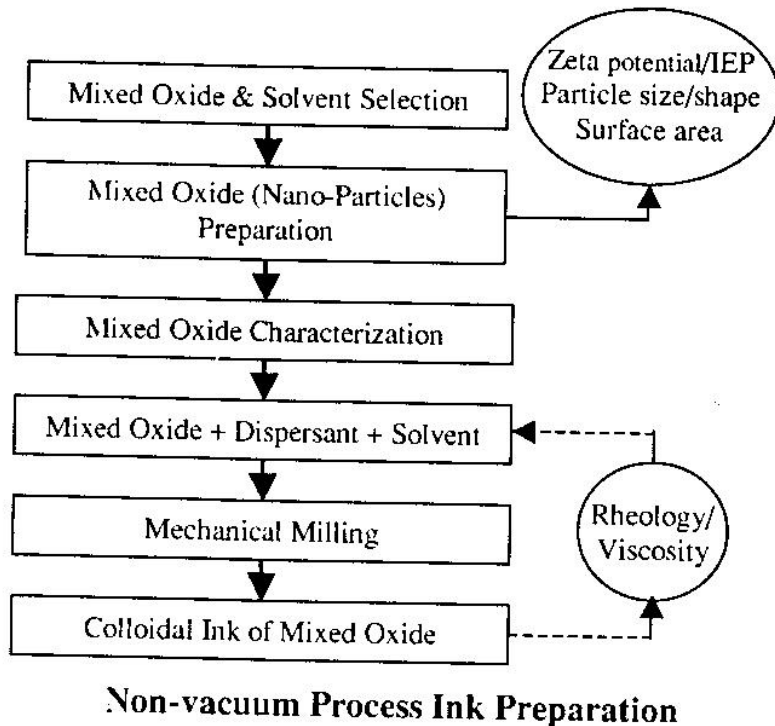 Zeta potential/IEP
Particle size/shape
Surface area
Mixed Oxide & Solvent Selection
Mixed Oxide (Nano-Particles)
Preparation
Mixed Oxide Characterization
Mixed Oxide + Dispersant + Solvent
Mechanical Milling
Rheology/
Viscosity
Colloidal Ink of Mixed Oxide
Non-vacuum Process Ink Preparation